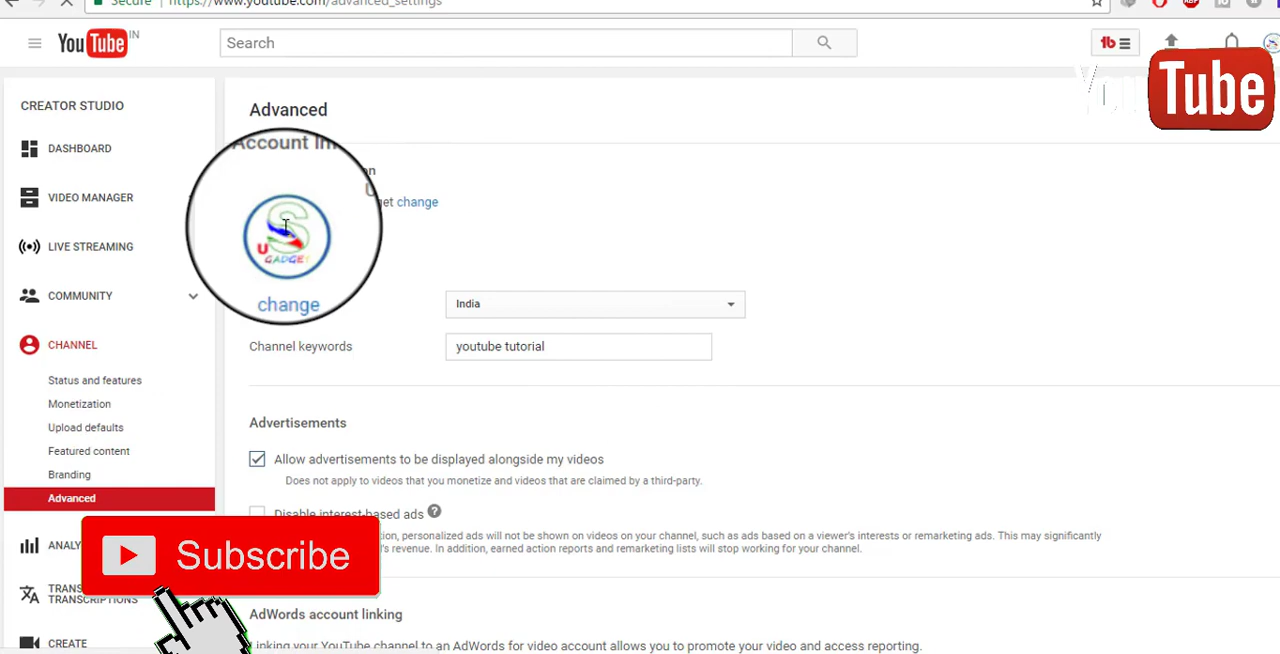 Secure https://www.youtube.com/advanced_settings
YouTube IN
Search
YouTube
CREATOR STUDIO
DASHBOARD
VIDEO MANAGER
LIVE STREAMING
COMMUNITY
CHANNEL
Status and features
Monetization
Upload defaults
Featured content
Branding
Advanced
CREATE
Advanced
Account In
change
S
U
GADGET
change
India
Channel keywords
youtube tutorial
Advertisements
Allow advertisements to be displayed alongside my videos
Does not apply to videos that you monetize and videos that are claimed by a third-party.
Disable interest-based ads
tion, personalized ads will not be shown on videos on your channel, such as ads based on a viewer's interests or remarketing ads. This may significantly
's revenue. In addition, earned action reports and remarketing lists will stop working for your channel.
Subscribe
AdWords account linking
Linking your YouTube channel to an AdWords for video account allows you to promote your video and access reporting.